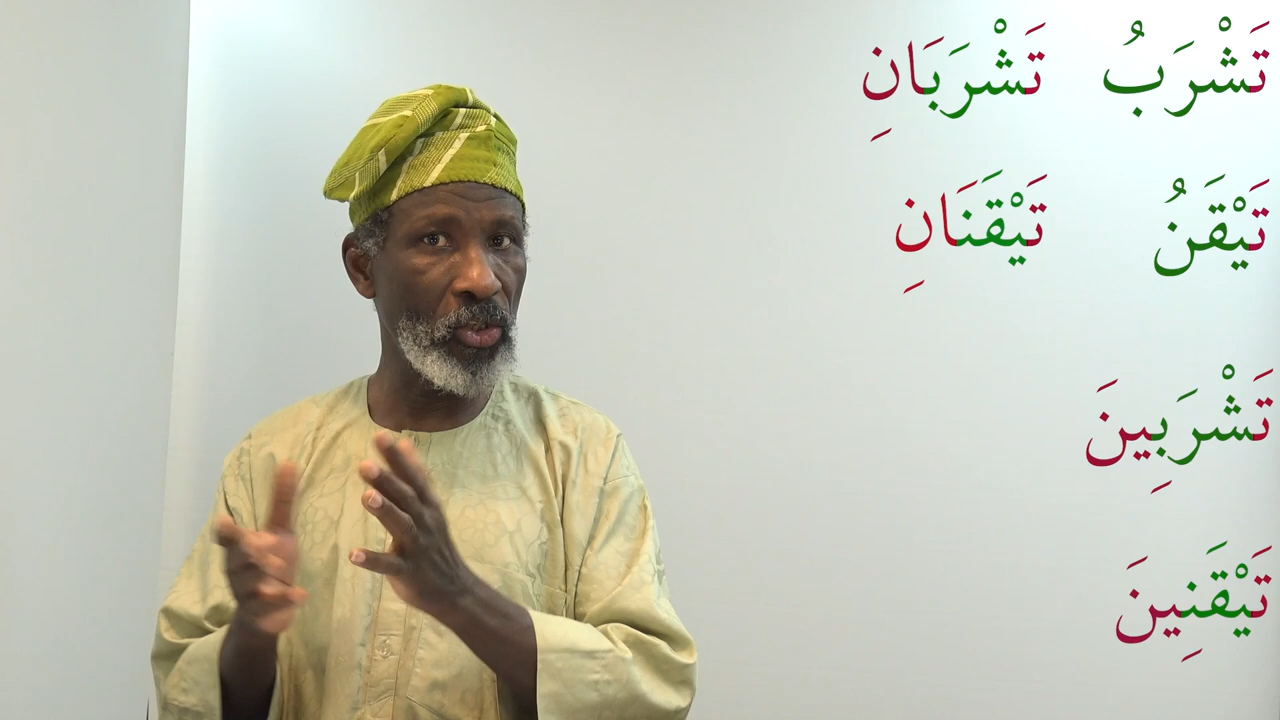 تَشْرَبُ تَشْرَبَانِ
تَيْقَنُ تَيْقَنَانِ
تَشْرَبِينَ
تَيْقَنِينَ